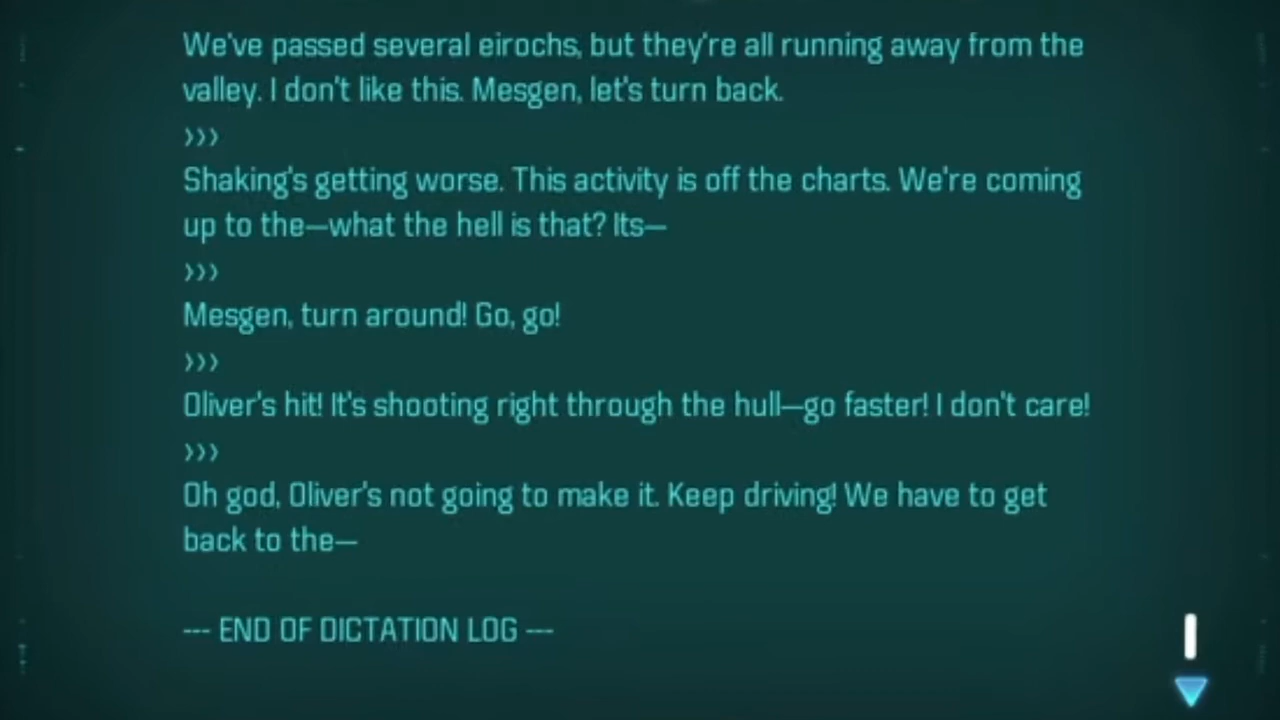 We've passed several eirochs, but they're all running away from the
valley. I don't like this. Mesgen, let's turn back.
>>>
Shaking's getting worse. This activity is off the charts. We're coming
up to the—what the hell is that? Its—
>>>
Mesgen, turn around! Go, go!
>>>
Oliver's hit! It's shooting right through the hull—go faster! I don't care!
>>>
Oh god, Oliver's not going to make it. Keep driving! We have to get
back to the—
--- END OF DICTATION LOG ---